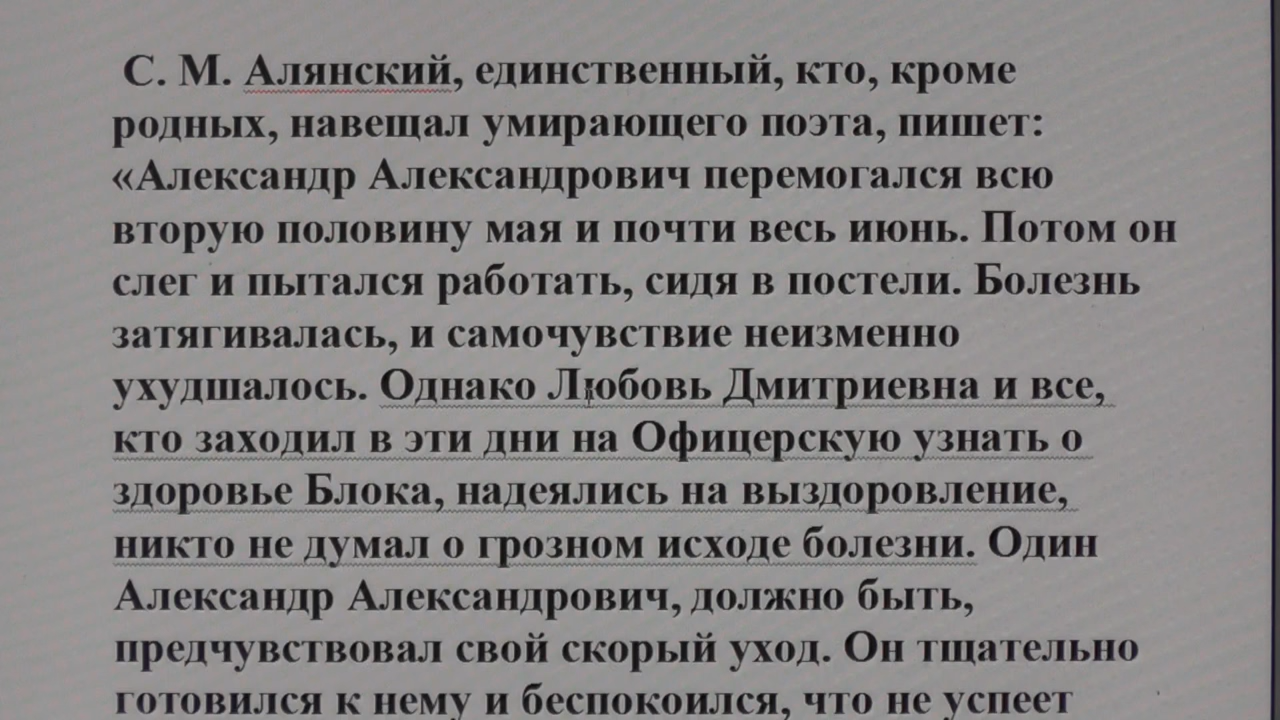 С. М. Алянский, единственный, кто, кроме
родных, навещал умирающего поэта, пишет:
«Александр Александрович перемогался всю
вторую половину мая и почти весь июнь. Потом он
слег и пытался работать, сидя в постели. Болезнь
затягивалась, и самочувствие неизменно
ухудшалось. Однако Любовь Дмитриевна и все,
кто заходил в эти дни на Офицерскую узнать о
здоровье Блока, надеялись на выздоровление,
никто не думал о грозном исходе болезни. Один
Александр Александрович, должно быть,
предчувствовал свой скорый уход. Он тщательно
готовился к нему и беспокоился, что не успеет